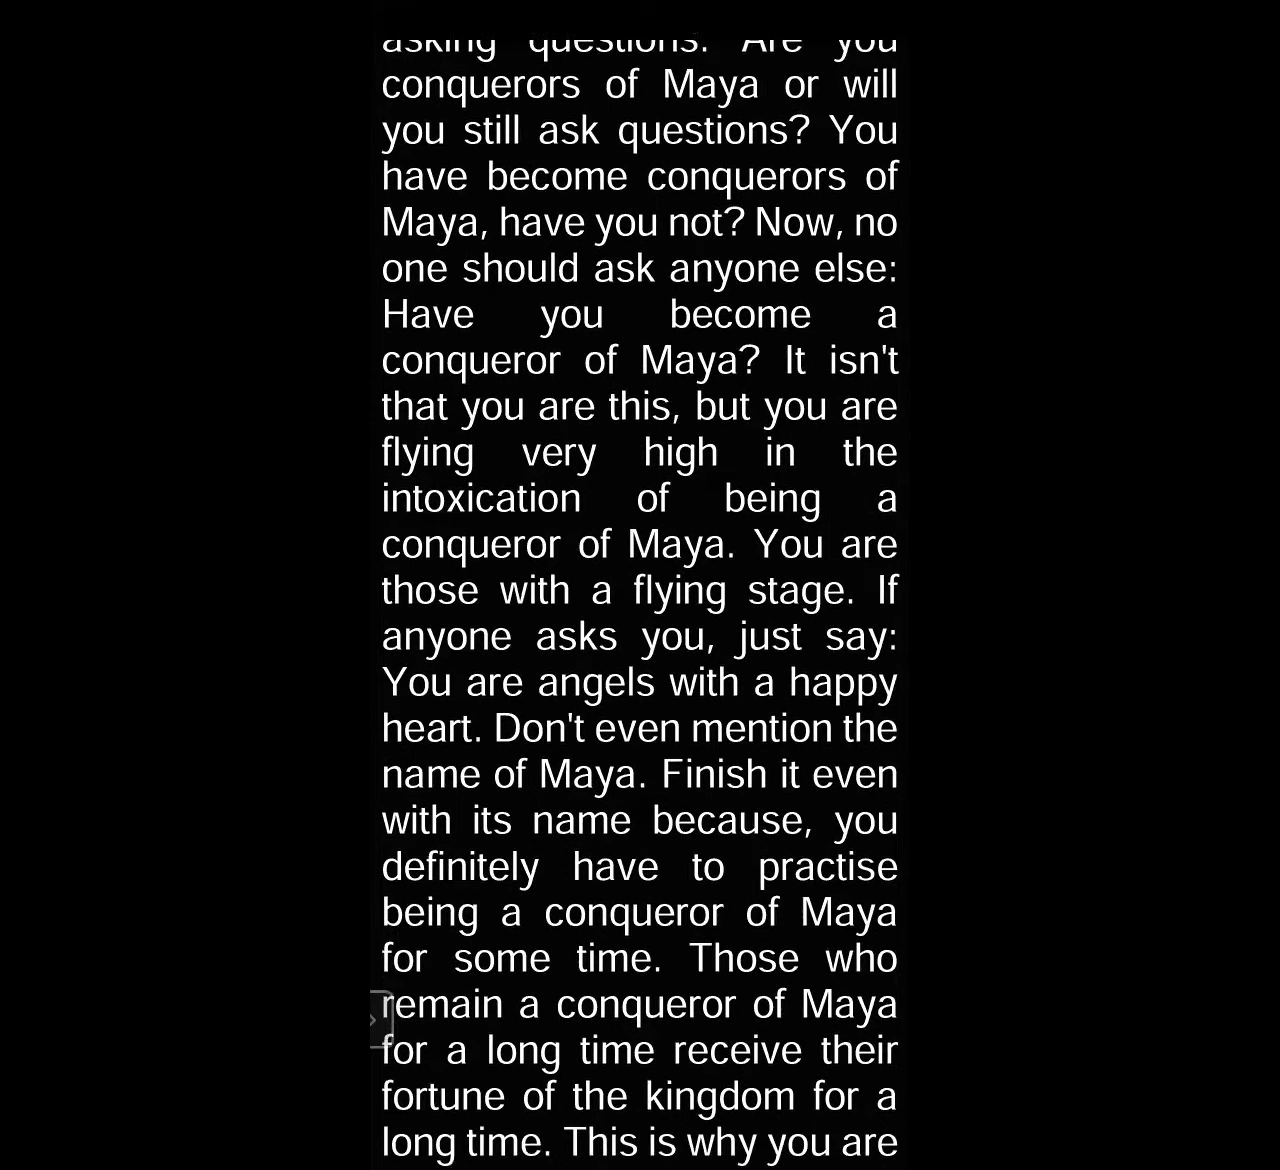 asking questions. Are you
conquerors of Maya or will
you still ask questions? You
have become conquerors of
Maya, have you not? Now, no
one should ask anyone else:
Have you become a
conqueror of Maya? It isn't
that you are this, but you are
flying very high in the
intoxication of being a
conqueror of Maya. You are
those with a flying stage. If
anyone asks you, just say:
You are angels with a happy
heart. Don't even mention the
name of Maya. Finish it even
with its name because, you
definitely have to practise
being a conqueror of Maya
for some time. Those who
remain a conqueror of Maya
for a long time receive their
fortune of the kingdom for a
long time. This is why you are